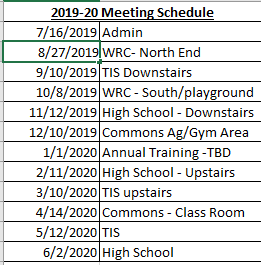 2019-20 Meeting Schedule
7/16/2019 Admin
8/27/2019 WRC- North End
9/10/2019 TIS Downstairs
10/8/2019 WRC - South/playground
11/12/2019 High School - Downstairs
12/10/2019 Commons Ag/Gym Area
1/1/2020 Annual Training -TBD
2/11/2020 High School - Upstairs
3/10/2020 TIS upstairs
4/14/2020 Commons - Class Room
5/12/2020 TIS
6/2/2020 High School